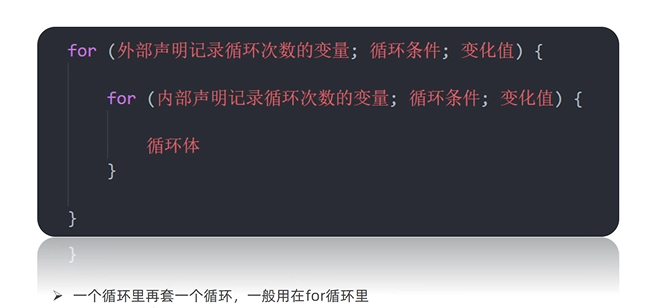 for (外部声明记录循环次数的变量; 循环条件; 变化值) {
for (内部声明记录循环次数的变量; 循环条件; 变化值) {
循环体
}
}
}
➢ 一个循环里再套一个循环，一般用在for循环里